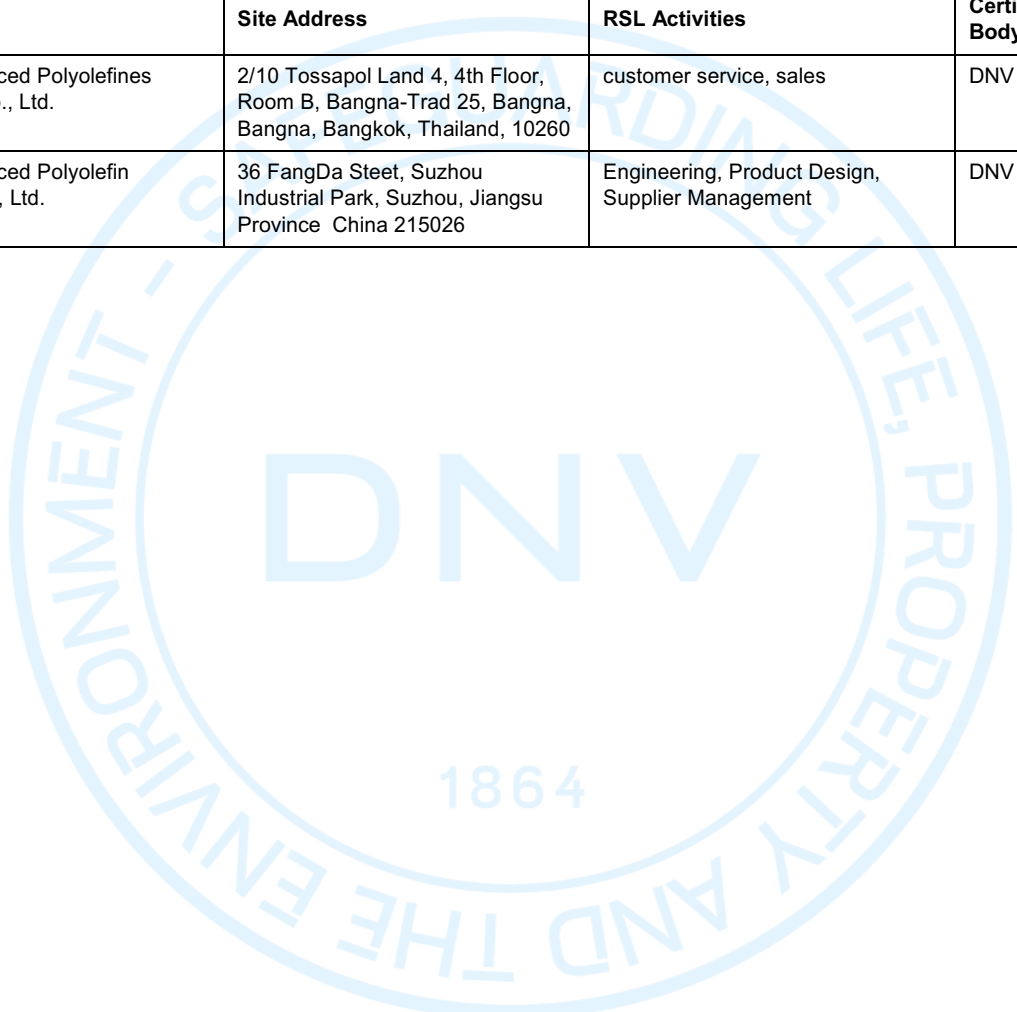 Site Address
RSL Activities
Body
Polyolefines
2/10 Tossapol Land 4, 4th Floor,
Room B, Bangna-Trad 25, Bangna,
Bangna, Bangkok, Thailand, 10260
customer service, sales
DNV
Ltd.
Polyolefin
36 FangDa Steet, Suzhou
Industrial Park, Suzhou, Jiangsu
Province China 215026
Engineering, Product Design,
Supplier Management
DNV
Ltd.
SAFEGUARDING LIFE, PROPERTY AND THE ENVIRONMENT -
DNV
1864